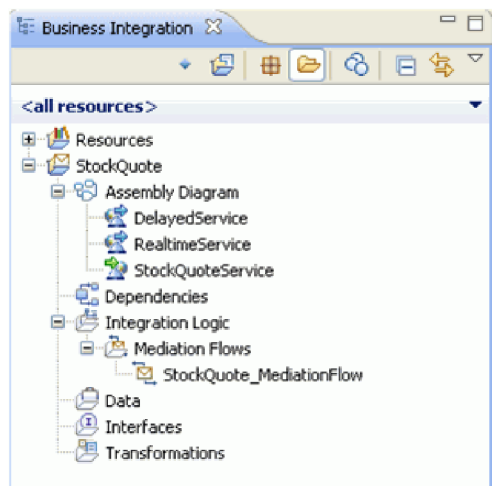 Business Integration
<all resources>
Resources
StockQuote
Assembly Diagram
DelayedService
RealtimeService
StockQuoteService
Dependencies
Integration Logic
Mediation Flows
StockQuote_MediationFlow
Data
Interfaces
Transformations